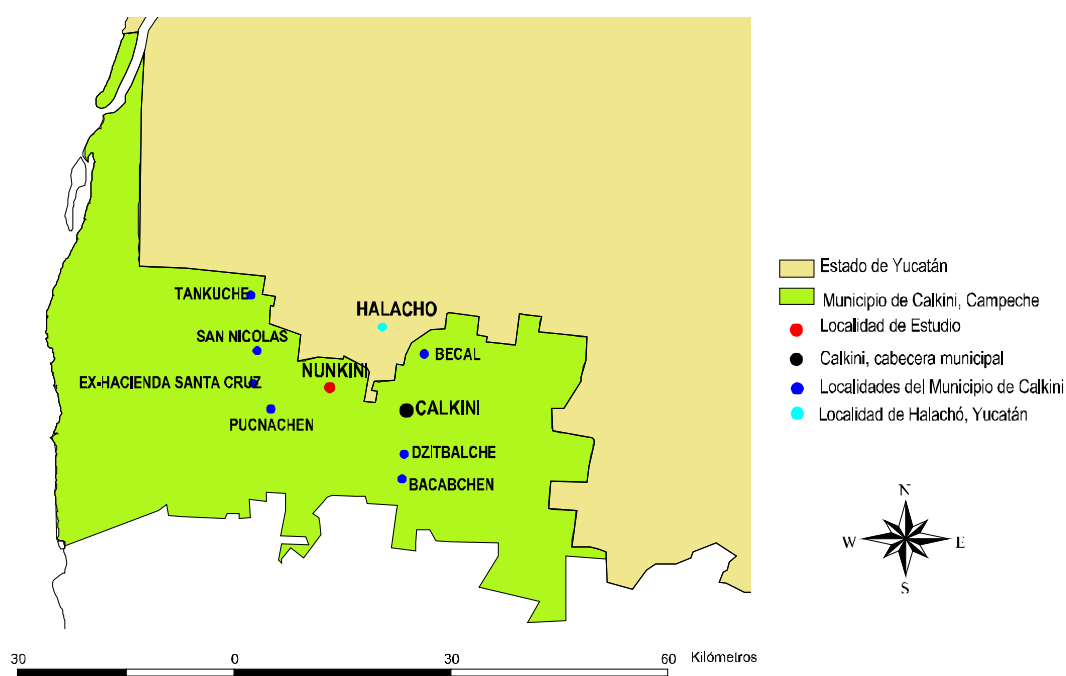 TANKUCHE
HALACHO
SAN NICOLAS
BECAL
NUNKINI
EX-HACIENDA SANTA CRUZ
CALKINI
PUCNACHEN
DZITBALCHE
BACABCHEN
Estado de Yucatán
Municipio de Calkini, Campeche
Localidad de Estudio
Calkini, cabecera municipal
Localidades del Municipio de Calkini
Localidad de Halachó, Yucatán
N
W E
S
30 0 30 60 Kilómetros